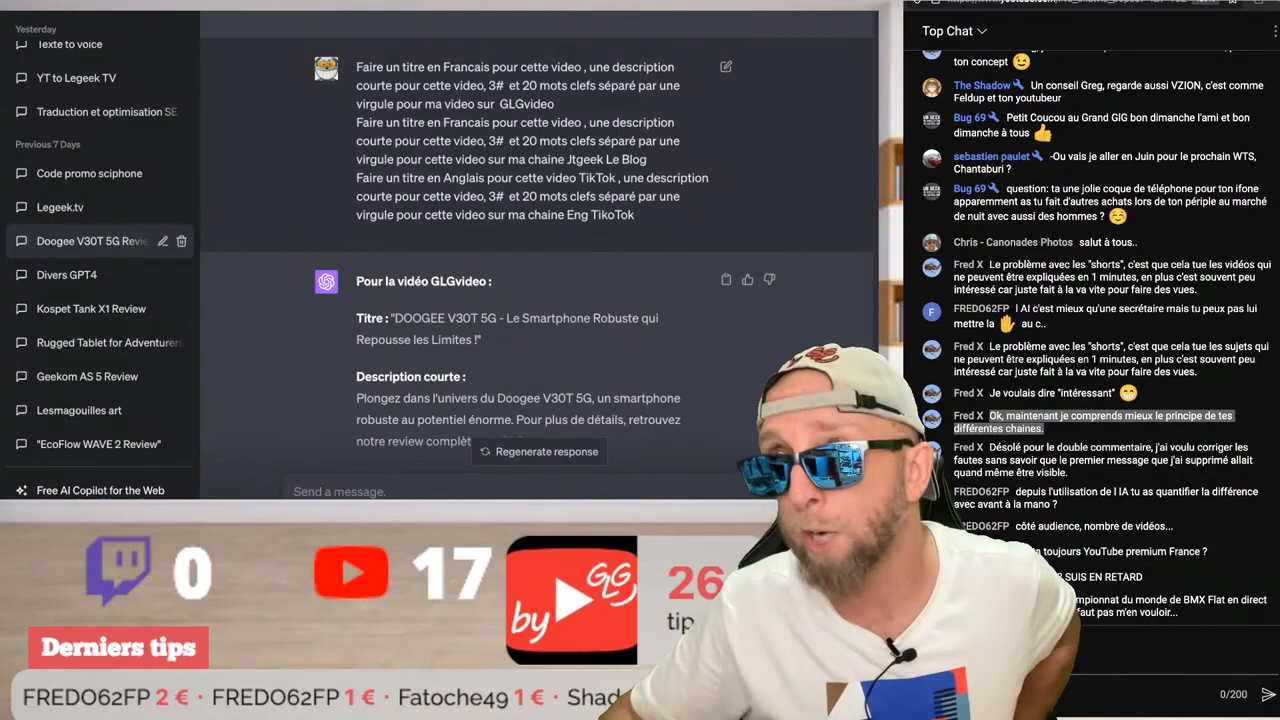 Yesterday
Texte to voice
YT to Legeek TV
Traduction et optimisation SE
Previous 7 Days
Code promo sciphone
Legeek.tv
Doogee V30T 5G Revie
Divers GPT4
Kospet Tank X1 Review
Rugged Tablet for Adventurers
Geekom AS 5 Review
Lesmagouilles art
"EcoFlow WAVE 2 Review"
Free AI Copilot for the Web
Faire un titre en Francais pour cette video , une description
courte pour cette video, 3# et 20 mots clefs séparé par une
virgule pour ma video sur GLGvideo
Faire un titre en Francais pour cette video , une description
courte pour cette video, 3# et 20 mots clefs séparé par une
virgule pour cette video sur ma chaine Jtgeek Le Blog
Faire un titre en Anglais pour cette video TikTok , une description
courte pour cette video, 3# et 20 mots clefs séparé par une
virgule pour cette video sur ma chaine Eng TikoTok
Pour la vidéo GLGvideo :
Titre : "DOOGEE V30T 5G - Le Smartphone Robuste qui
Repousse les Limites !"
Description courte :
Plongez dans l'univers du Doogee V30T 5G, un smartphone
robuste au potentiel énorme. Pour plus de détails, retrouvez
notre review complèt
Regenerate response
Send a message.
Top Chat
ton concept
The Shadow Un conseil Greg, regarde aussi VZION, c'est comme
Feldup et ton youtubeur
Bug 69 Petit Coucou au Grand GIG bon dimanche l'ami et bon
dimanche à tous
sebastien paulet -Ou vais je aller en Juin pour le prochain WTS,
Chantaburi ?
Bug 69 question: ta une jolie coque de téléphone pour ton ifone
apparemment as tu fait d'autres achats lors de ton périple au marché
de nuit avec aussi des hommes ?
Chris - Canonades Photos salut à tous..
Fred X Le problème avec les "shorts", c'est que cela tue les vidéos qui
ne peuvent être expliquées en 1 minutes, en plus c'est souvent peu
intéressé car juste fait à la va vite pour faire des vues.
F
FREDO62FP l AI c'est mieux qu'une secrétaire mais tu peux pas lui
mettre la au c..
Fred X Le problème avec les "shorts", c'est que cela tue les sujets qui
ne peuvent être expliquées en 1 minutes, en plus c'est souvent peu
intéressé car juste fait à la va vite pour faire des vues.
Fred X Je voulais dire "intéressant"
Fred X Ok, maintenant je comprends mieux le principe de tes
différentes chaines.
Fred X Désolé pour le double commentaire, j'ai voulu corriger les
fautes sans savoir que le premier message que j'ai supprimé allait
quand même être visible.
FREDO62FP depuis l'utilisation de l IA tu as quantifier la différence
avec avant à la mano ?
FREDO62FP côté audience, nombre de vidéos...
a toujours YouTube premium France ?
SUIS EN RETARD
mpionnat du monde de BMX Flat en direct
faut pas m'en vouloir...
0/200
0
17
by GLG
26
tip
Derniers tips
FREDO62FP 2 € · FREDO62FP 1 € · Fatoche49 1 € · Shad